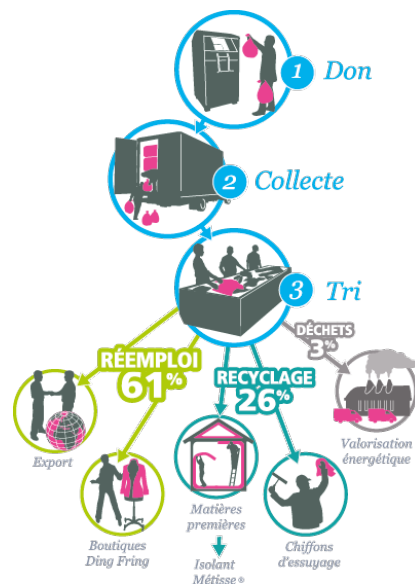 1 Don
2 Collecte
3 Tri
DÉCHETS
3%
RÉEMPLOI
61%
RECYCLAGE
26%
Export
Valorisation
énergétique
Boutiques
Ding Fring
Matières
premières
Isolant
Métisse®
Chiffons
d'essuyage